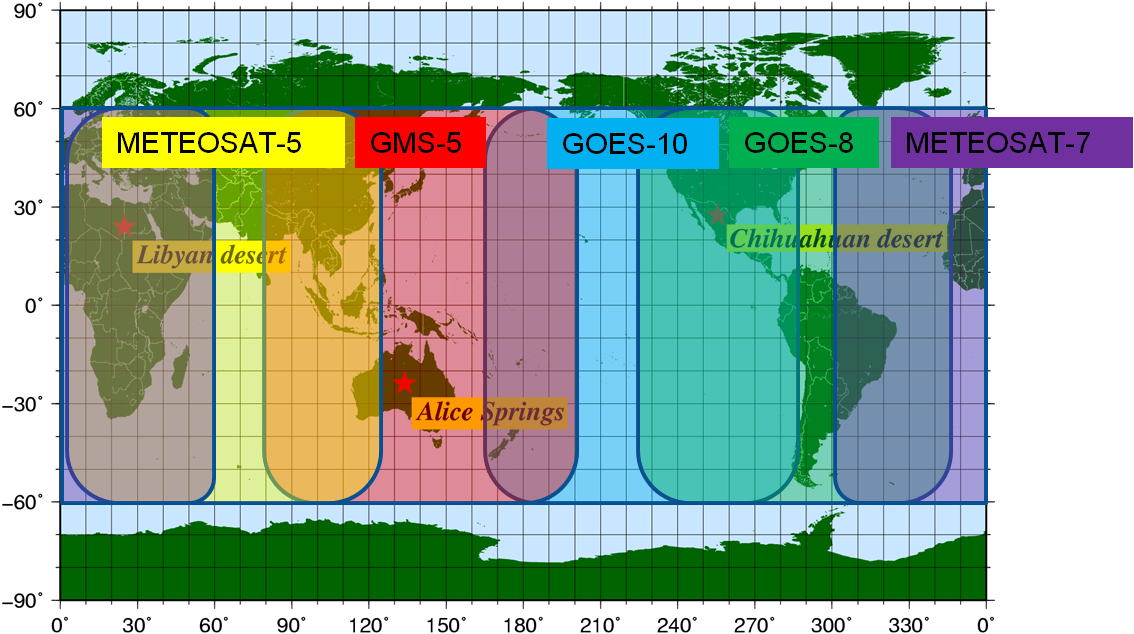 90°
60°
METEOSAT-5 GMS-5 GOES-10 GOES-8 METEOSAT-7
30°
Chihuahuan desert
Libyan desert
0°
−30°
Alice Springs
−60°
−90°
0° 30° 60° 90° 120° 150° 180° 210° 240° 270° 300° 330° 0°